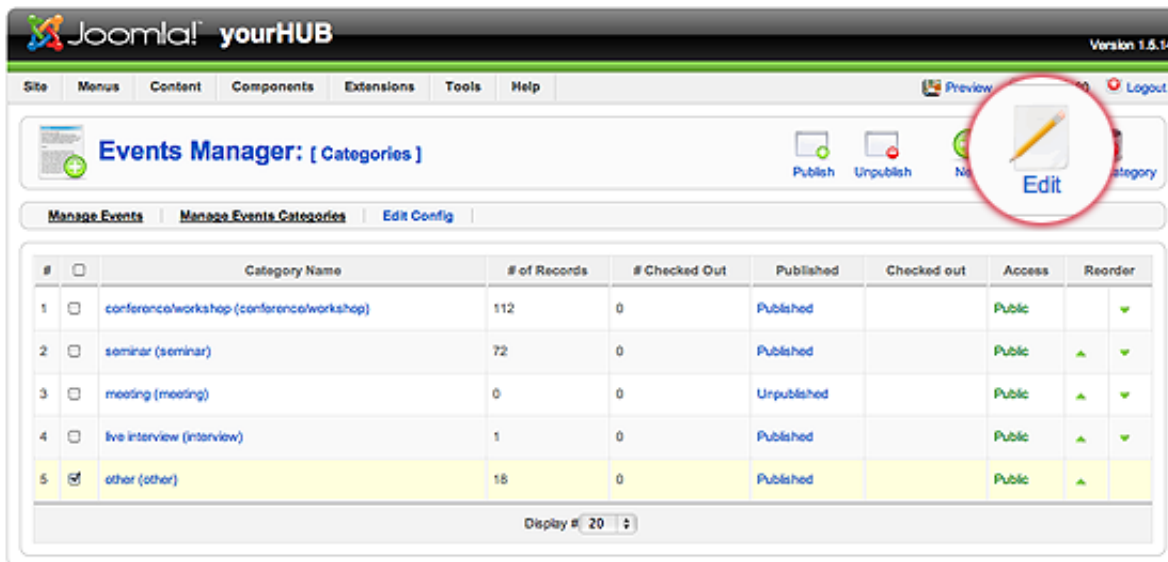 Joomla! yourHUB
Version 1.5.14
Site Menus Content Components Extensions Tools Help Preview Logout
Events Manager: [ Categories ]
Publish Unpublish Edit
Manage Events Manage Events Categories Edit Config
# Category Name # of Records # Checked Out Published Checked out Access Reorder
1 conference/workshop (conference/workshop) 112 0 Published Public
2 seminar (seminar) 72 0 Published Public
3 meeting (meeting) 0 0 Unpublished Public
4 live interview (interview) 1 0 Published Public
5 other (other) 18 0 Published Public
Display # 20